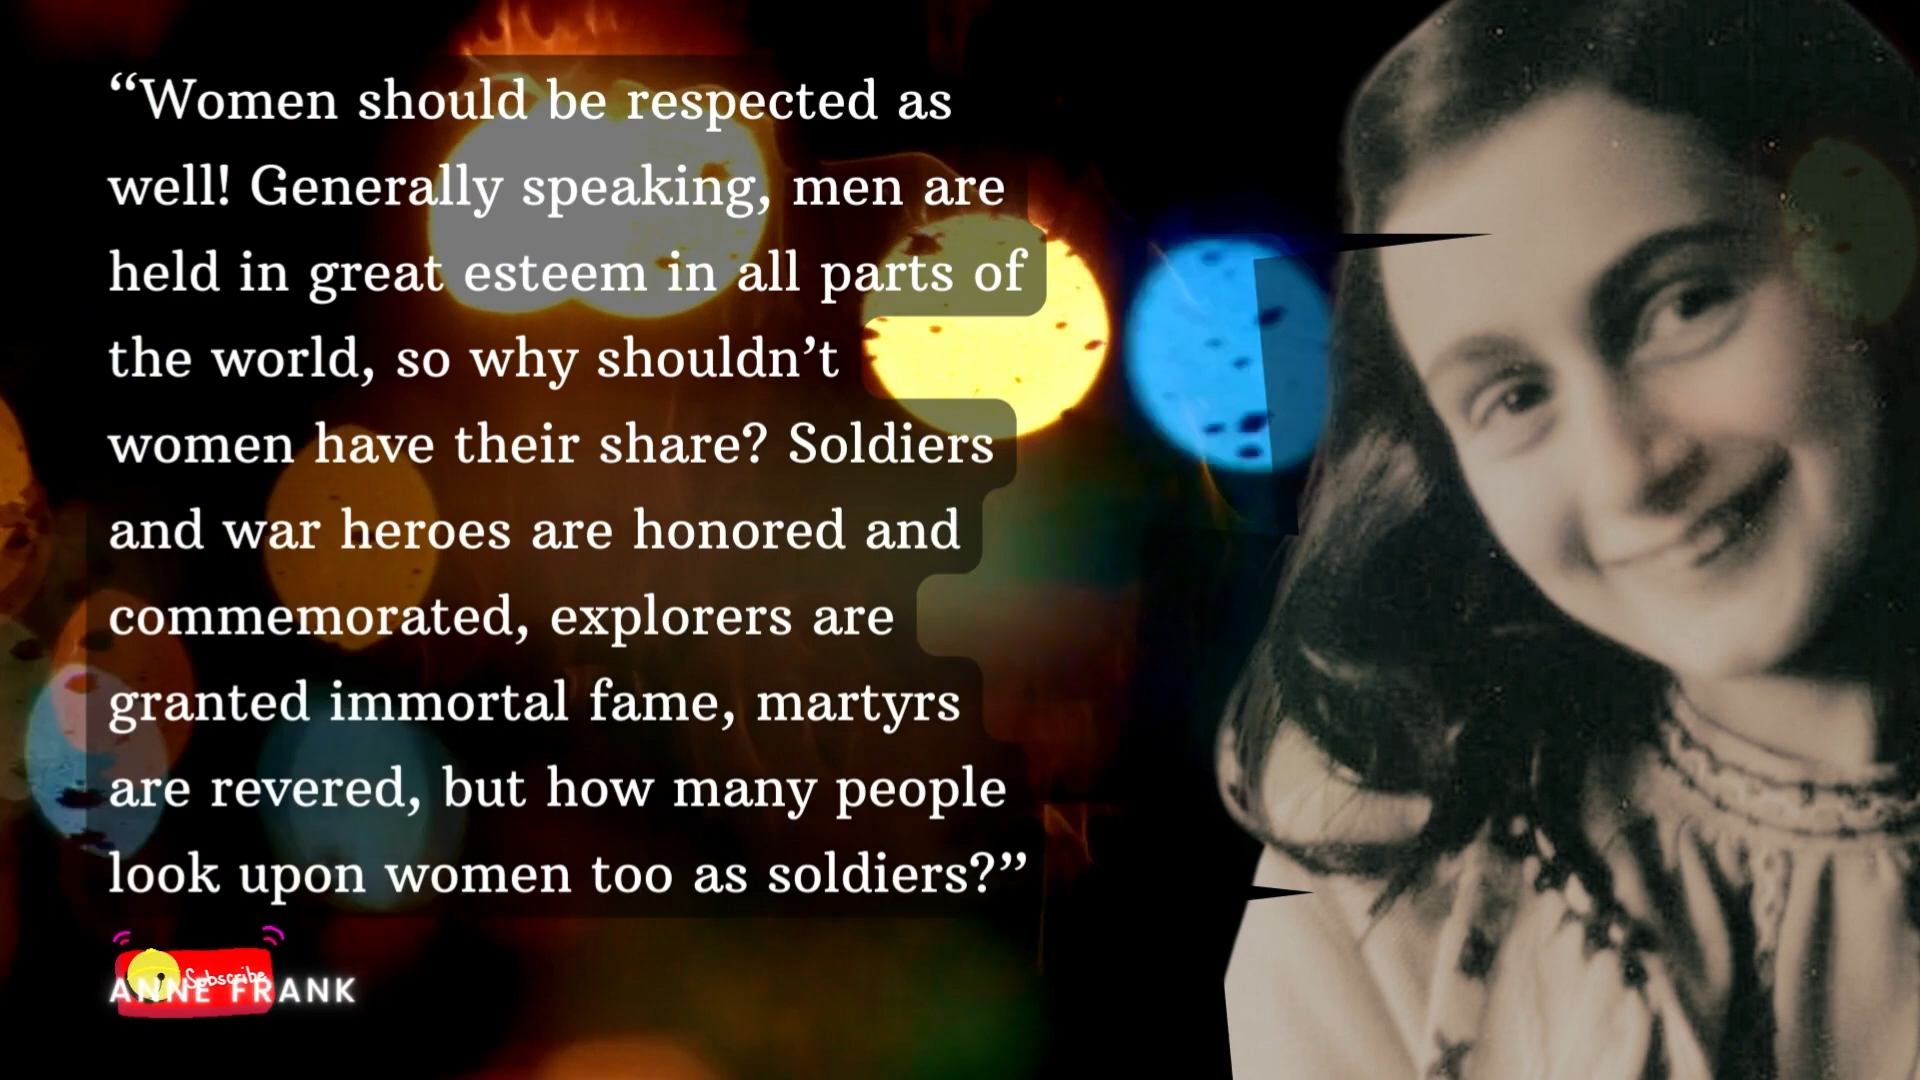 “Women should be respected as
well! Generally speaking, men are
held in great esteem in all parts of
the world, so why shouldn’t
women have their share? Soldiers
and war heroes are honored and
commemorated, explorers are
granted immortal fame, martyrs
are revered, but how many people
look upon women too as soldiers?”
Subscribe
ANNE FRANK